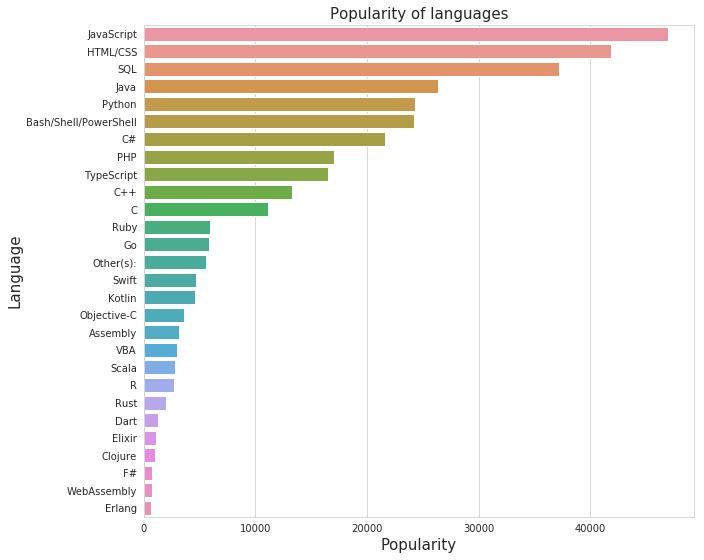 Popularity of languages
Language
JavaScript
HTML/CSS
SQL
Java
Python
Bash/Shell/PowerShell
C#
PHP
TypeScript
C++
C
Ruby
Go
Other(s):
Swift
Kotlin
Objective-C
Assembly
VBA
Scala
R
Rust
Dart
Elixir
Clojure
F#
WebAssembly
Erlang
0 10000 20000 30000 40000
Popularity